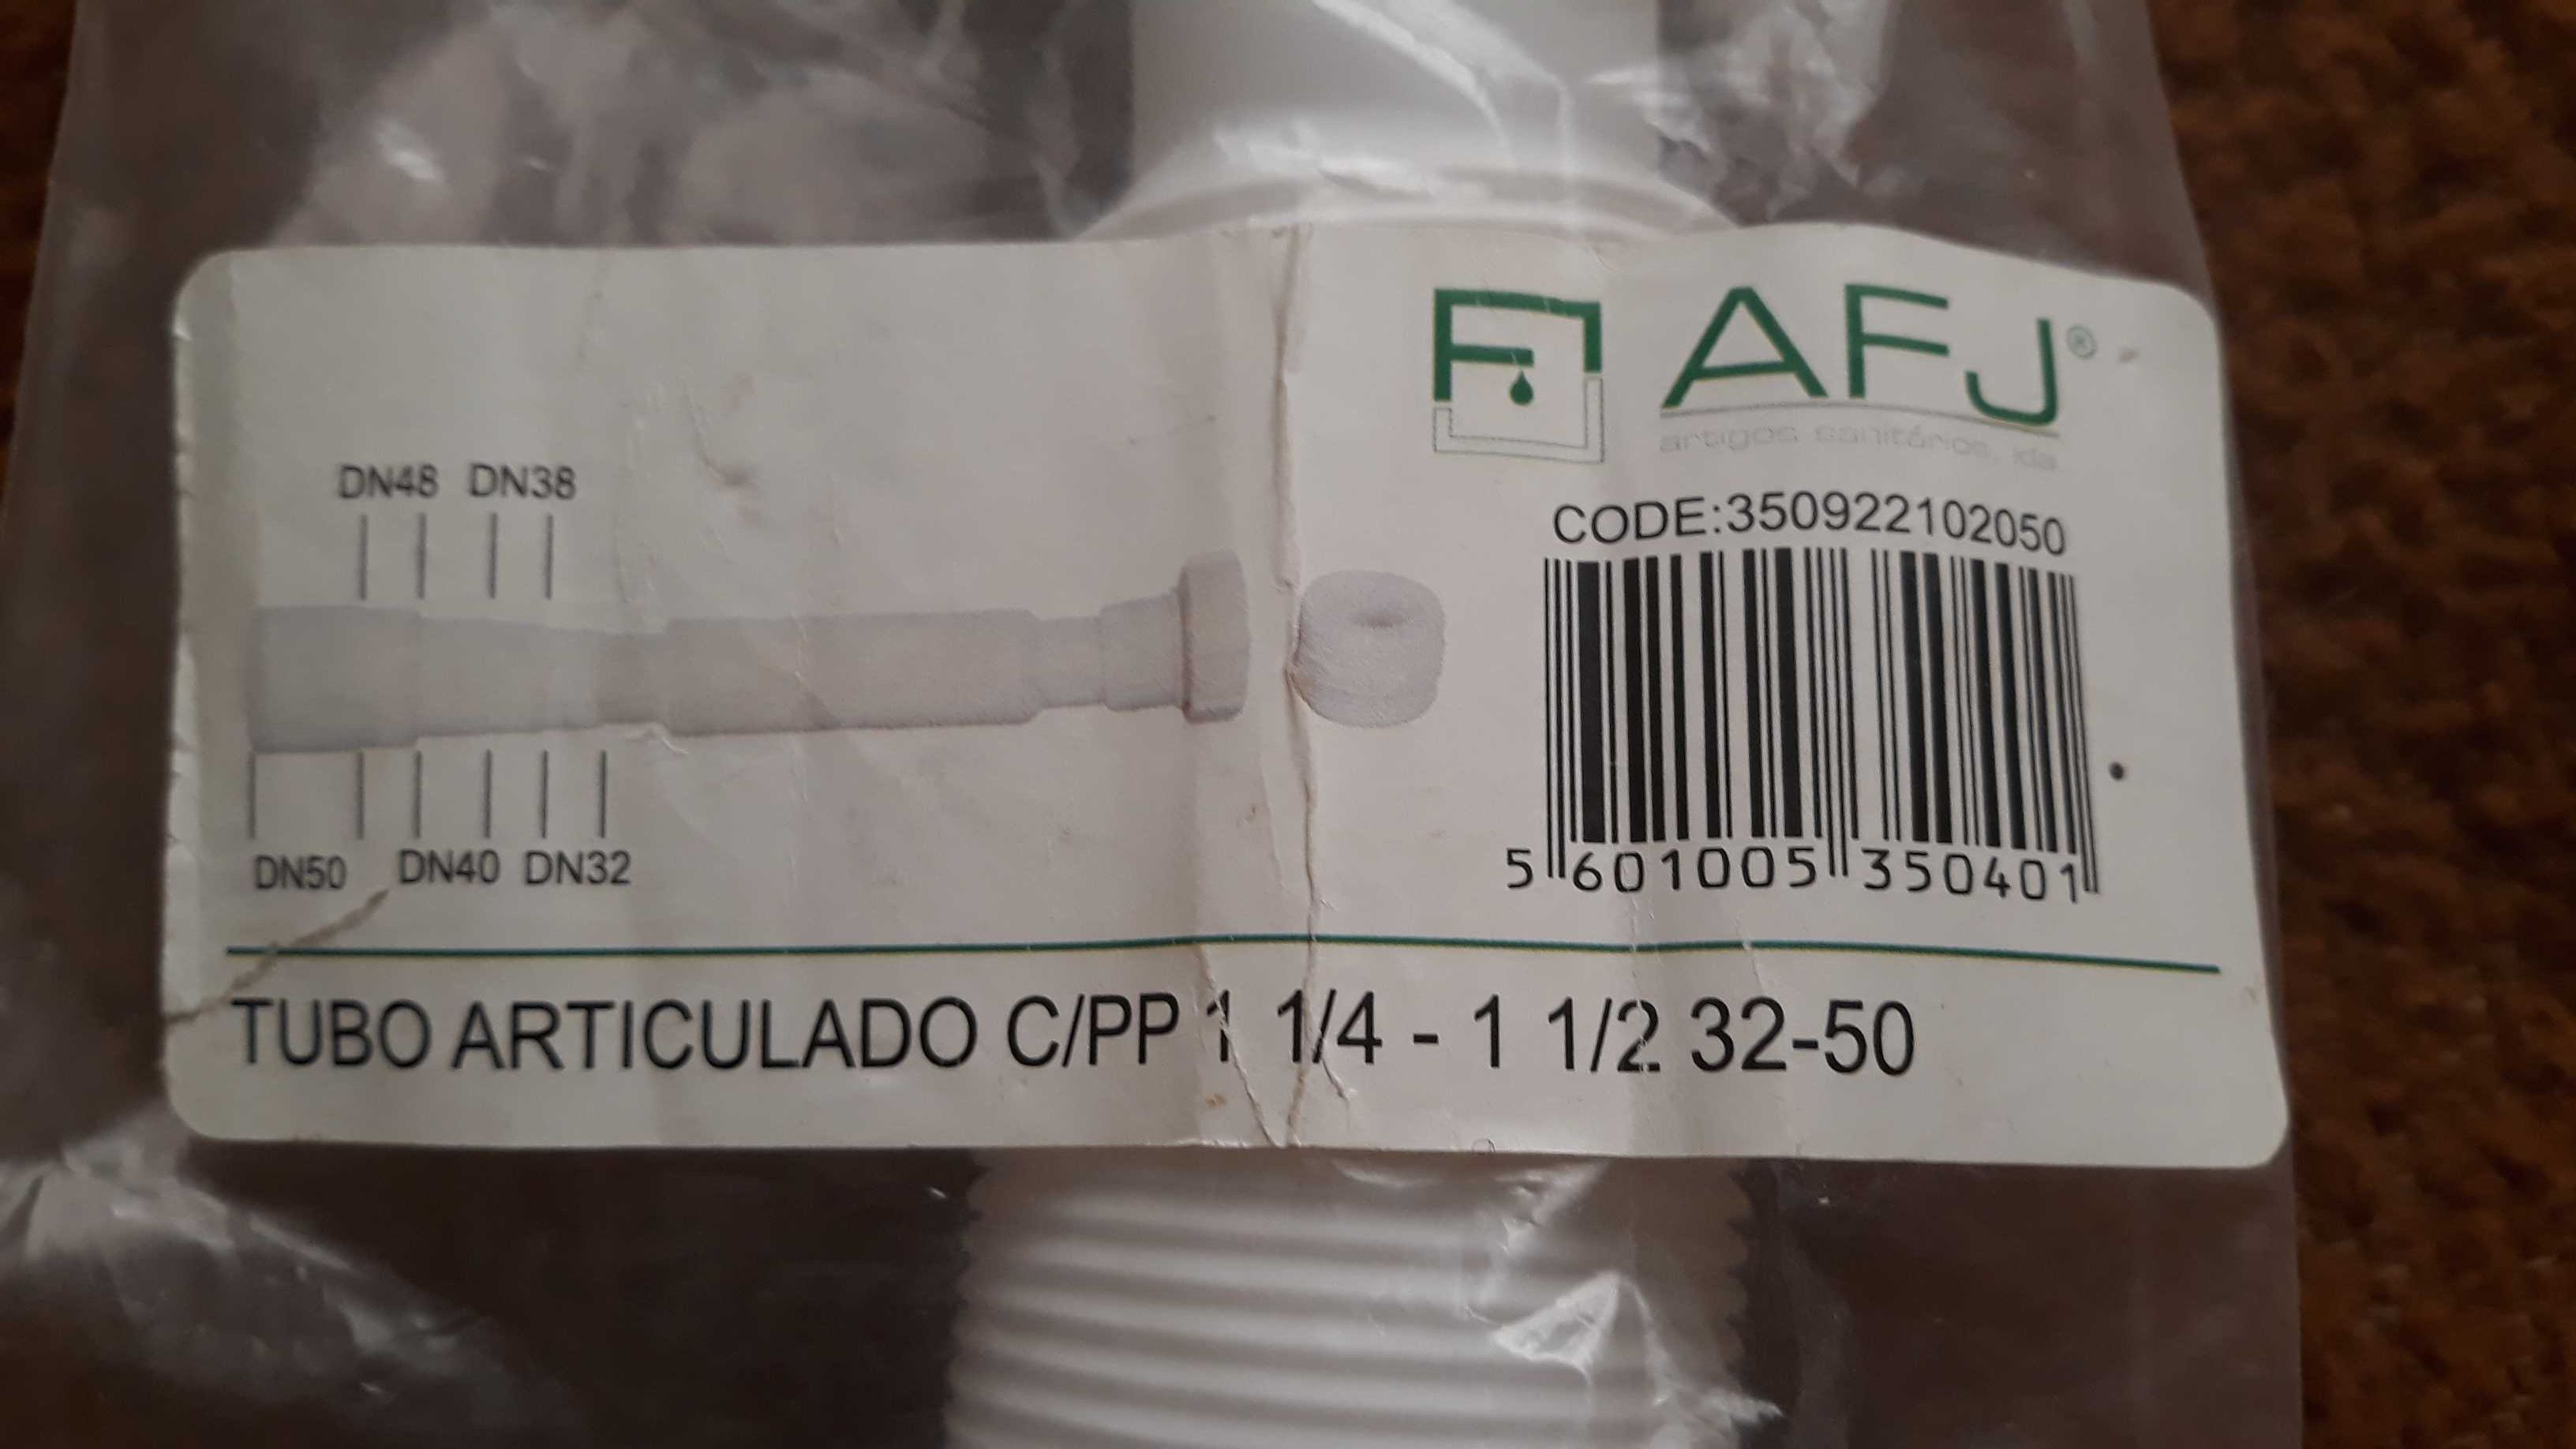 AFJ®
artigos sanitários, lda
DN48 DN38
CODE:350922102050
5 601005 350401
DN50 DN40 DN32
TUBO ARTICULADO C/PP 1 1/4 - 1 1/2 32-50